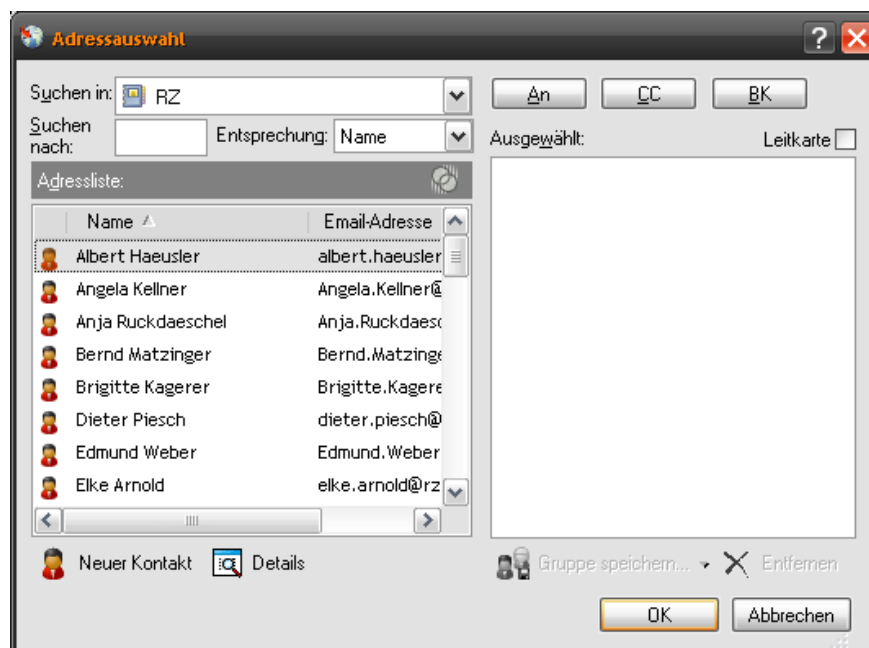 Adressauswahl
Suchen in: RZ
An CC BK
Suchen nach: Entsprechung: Name
Ausgewählt: Leitkarte
Adressliste:
Name Email-Adresse
Albert Haeusler albert.haeusler
Angela Kellner Angela.Kellner@
Anja Ruckdaeschel Anja.Ruckdaesc
Bernd Matzinger Bernd.Matzinge
Brigitte Kagerer Brigitte.Kagere
Dieter Piesch dieter.piesch@
Edmund Weber Edmund.Weber
Elke Arnold elke.arnold@rz
Neuer Kontakt Details
Gruppe speichern... Entfernen
OK Abbrechen